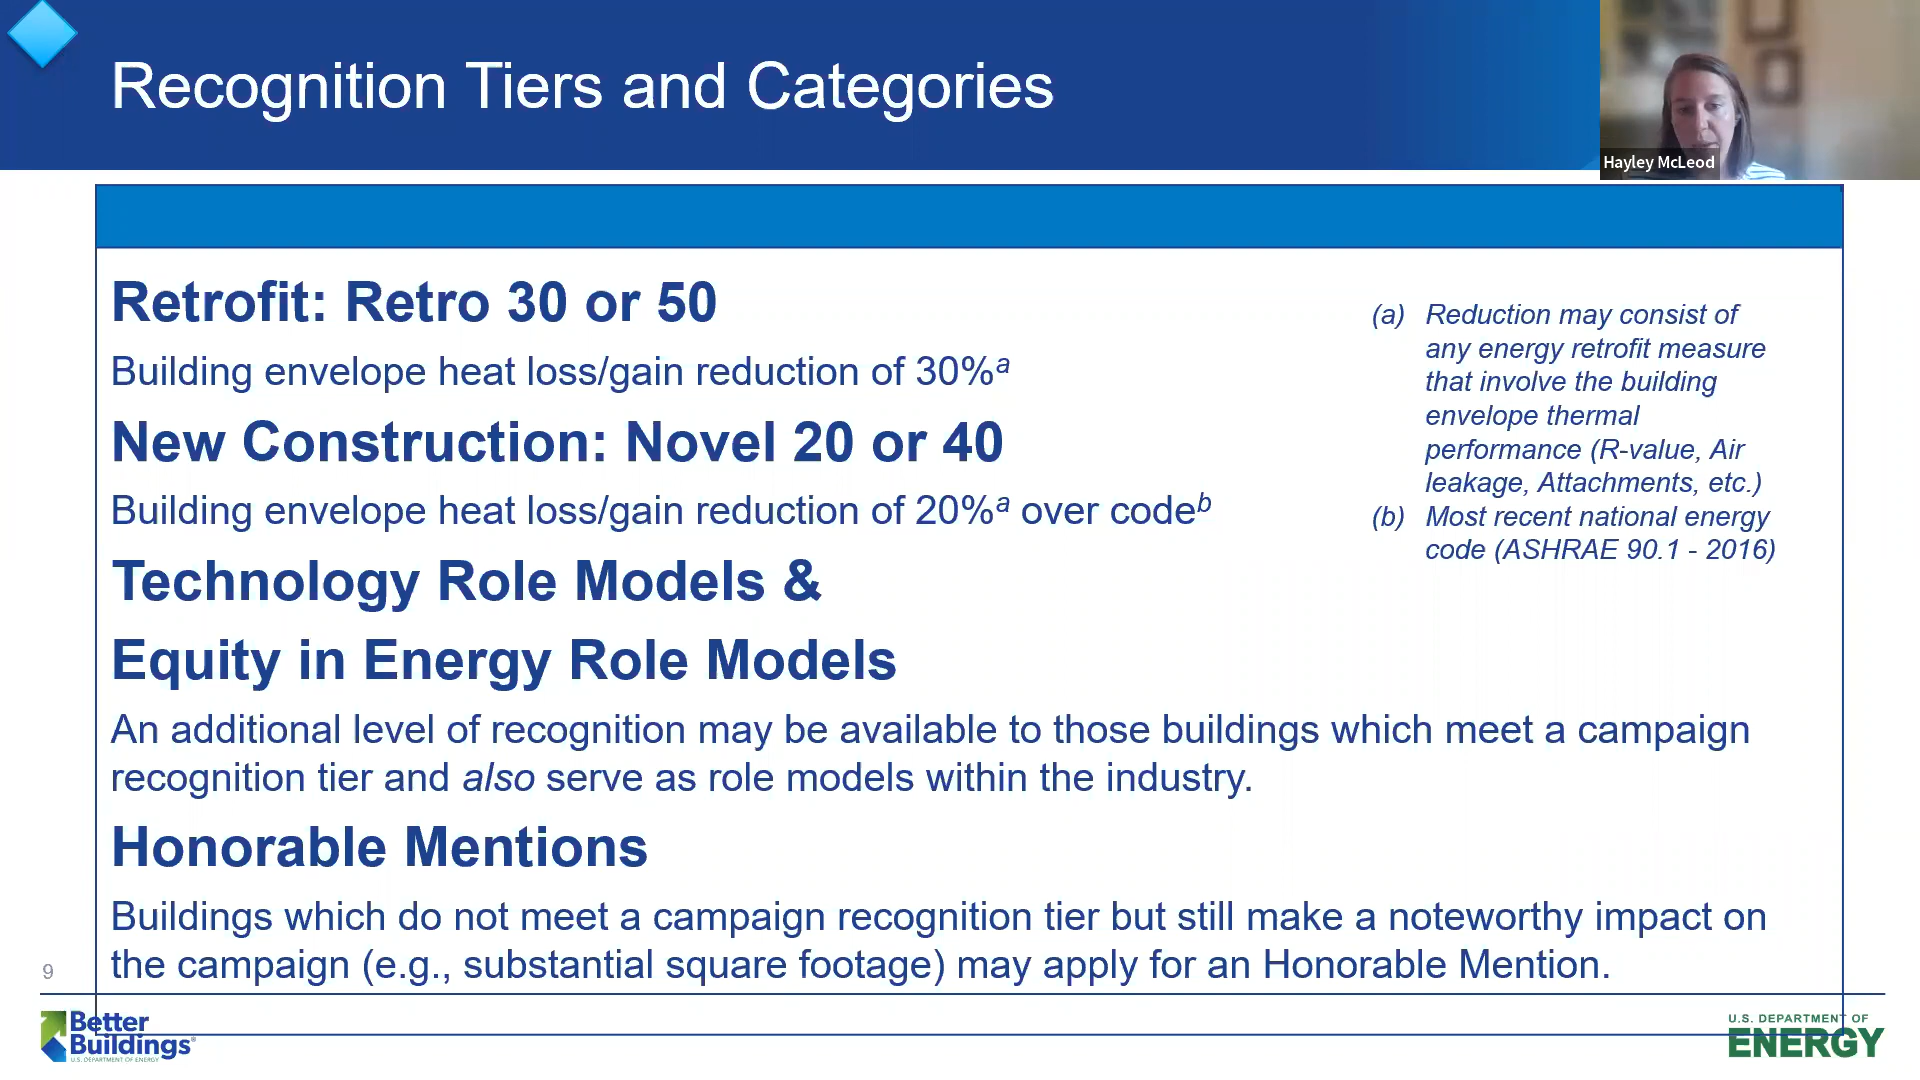 Recognition Tiers and Categories
Hayley McLeod
Retrofit: Retro 30 or 50
Building envelope heat loss/gain reduction of 30%a
New Construction: Novel 20 or 40
Building envelope heat loss/gain reduction of 20%a over codeb
Technology Role Models &
Equity in Energy Role Models
An additional level of recognition may be available to those buildings which meet a campaign
recognition tier and also serve as role models within the industry.
Honorable Mentions
Buildings which do not meet a campaign recognition tier but still make a noteworthy impact on
the campaign (e.g., substantial square footage) may apply for an Honorable Mention.
(a) Reduction may consist of
any energy retrofit measure
that involve the building
envelope thermal
performance (R-value, Air
leakage, Attachments, etc.)
(b) Most recent national energy
code (ASHRAE 90.1 - 2016)
9
Better
Buildings®
U.S. DEPARTMENT OF ENERGY
U.S. DEPARTMENT OF
ENERGY